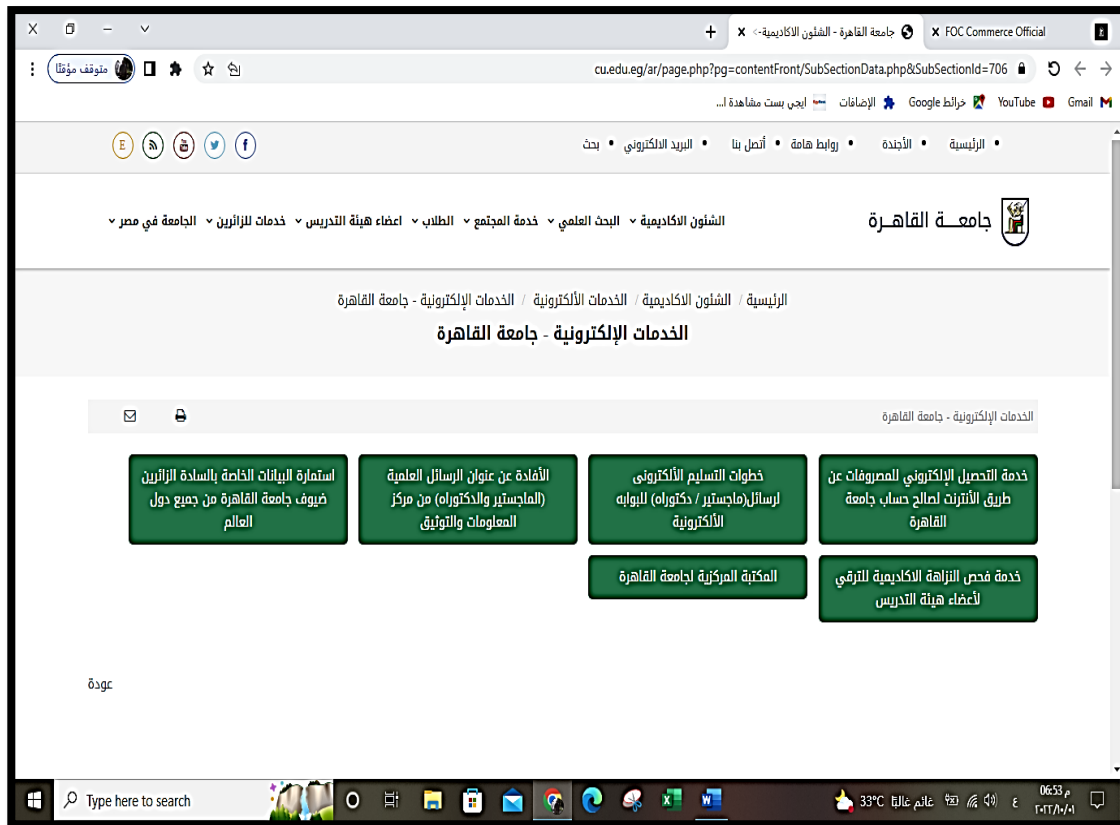 FOC Commerce Official
جامعة القاهرة - الشئون الاكاديمية->
cu.edu.eg/ar/page.php?pg=contentFront/SubSectionData.php&SubSectionId=706
متوقف مؤقتًا
Gmail
YouTube
خرائط Google
الإضافات
ايجي بست مشاهدة ا...
الرئيسية • الأجندة • روابط هامة • أتصل بنا • البريد الالكتروني • بحث
E
جامعـــة القاهــرة
الشئون الاكاديمية البحث العلمي خدمة المجتمع الطلاب اعضاء هيئة التدريس خدمات للزائرين الجامعة في مصر
الرئيسية / الشئون الاكاديمية / الخدمات الألكترونية / الخدمات الإلكترونية - جامعة القاهرة
الخدمات الإلكترونية - جامعة القاهرة
الخدمات الإلكترونية - جامعة القاهرة
خدمة التحصيل الإلكتروني للمصروفات عن
طريق الأنترنت لصالح حساب جامعة
القاهرة
خطوات التسليم الألكترونى
لرسائل(ماجستير / دكتوراه) للبوابه
الألكترونية
الأفادة عن عنوان الرسائل العلمية
(الماجستير والدكتوراه) من مركز
المعلومات والتوثيق
استمارة البيانات الخاصة بالسادة الزائرين
ضيوف جامعة القاهرة من جميع دول
العالم
خدمة فحص النزاهة الاكاديمية للترقي
لأعضاء هيئة التدريس
المكتبة المركزية لجامعة القاهرة
عودة
Type here to search
33°C غائم غالبًا
ع
06:53 م
٢٠٢٢/١٠/٠١